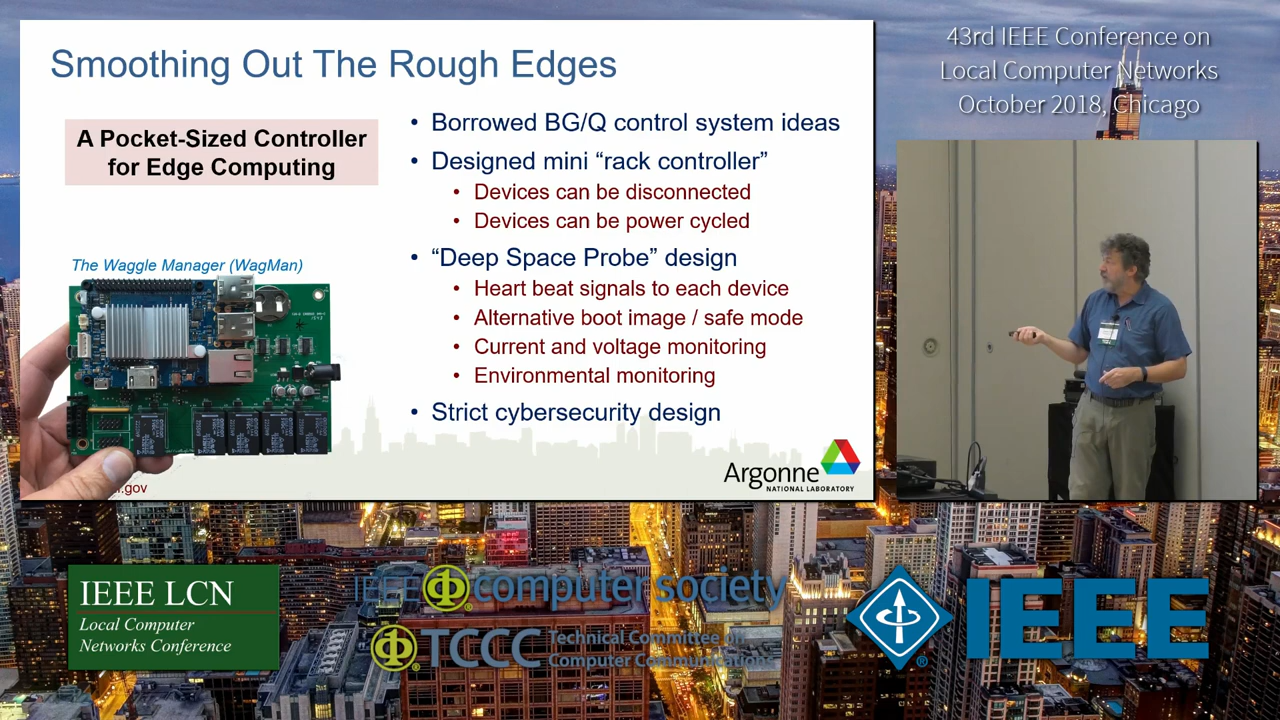 Smoothing Out The Rough Edges
A Pocket-Sized Controller
for Edge Computing
The Waggle Manager (WagMan)
• Borrowed BG/Q control system ideas
• Designed mini “rack controller”
• Devices can be disconnected
• Devices can be power cycled
• “Deep Space Probe” design
• Heart beat signals to each device
• Alternative boot image / safe mode
• Current and voltage monitoring
• Environmental monitoring
• Strict cybersecurity design
.gov
Argonne
NATIONAL LABORATORY
43rd IEEE Conference on
Local Computer Networks
October 2018, Chicago
IEEE LCN
Local Computer
Networks Conference
IEEE computer society
TCCC Technical Committee on
Computer Communications
IEEE
®